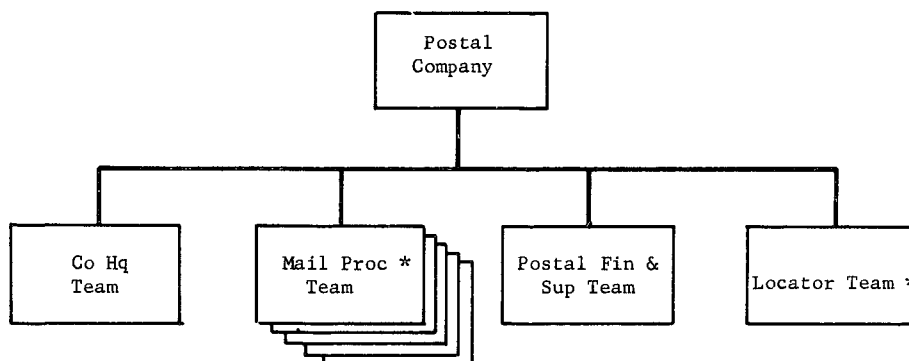 Postal
Company
Co Hq
Team
Mail Proc *
Team
Postal Fin &
Sup Team
Locator Team *